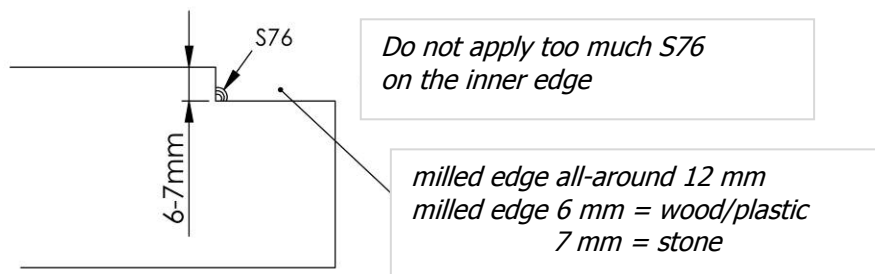 S76
Do not apply too much S76
on the inner edge
6-7mm
milled edge all-around 12 mm
milled edge 6 mm = wood/plastic
7 mm = stone